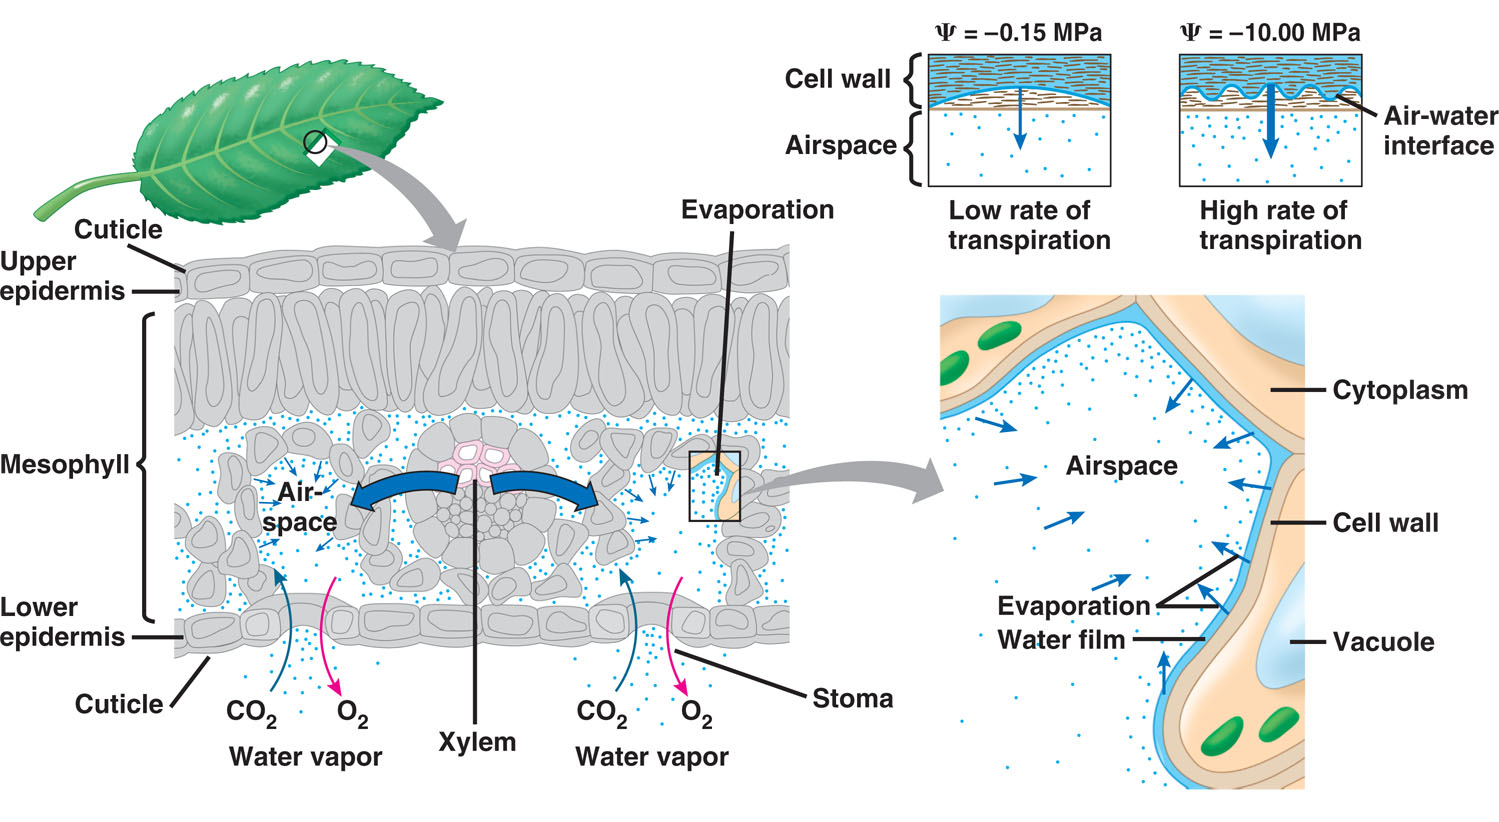 Ψ = –0.15 MPa
Ψ = –10.00 MPa
Cell wall
Airspace
Air-water
interface
Low rate of
transpiration
High rate of
transpiration
Evaporation
Cuticle
Upper
epidermis
Mesophyll
Air-
space
Lower
epidermis
Cuticle
CO2
O2
Water vapor
Xylem
CO2
O2
Water vapor
Stoma
Cytoplasm
Airspace
Cell wall
Evaporation
Water film
Vacuole